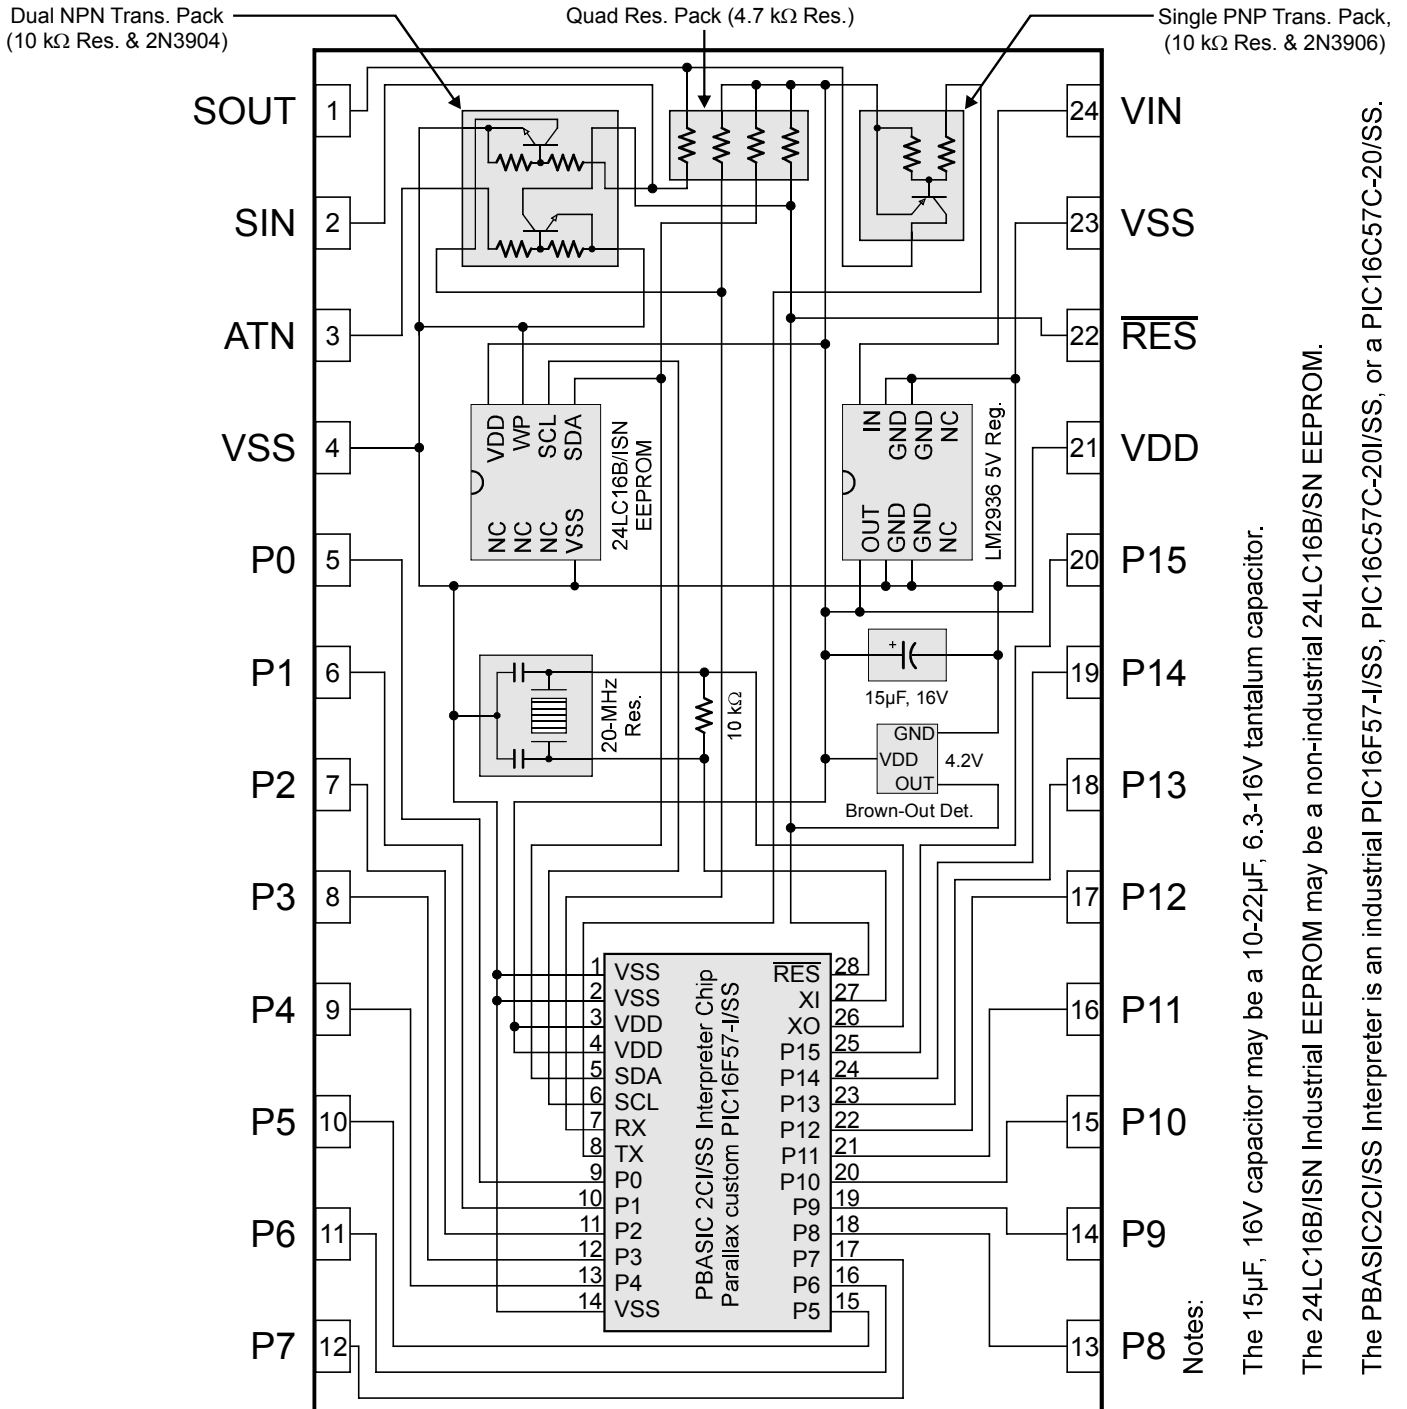 Dual NPN Trans. Pack
(10 kΩ Res. & 2N3904)
Quad Res. Pack (4.7 kΩ Res.)
Single PNP Trans. Pack,
(10 kΩ Res. & 2N3906)
SOUT 1
SIN 2
ATN 3
VSS 4
P0 5
P1 6
P2 7
P3 8
P4 9
P5 10
P6 11
P7 12
24 VIN
23 VSS
22 RES
21 VDD
20 P15
19 P14
18 P13
17 P12
16 P11
15 P10
14 P9
13 P8
VDD
WP
SCL
SDA
NC
NC
NC
VSS
24LC16B/ISN
EEPROM
IN
GND
GND
NC
OUT
GND
GND
NC
LM2936 5V Reg.
20-MHz
Res.
10 kΩ
+
15µF, 16V
GND
VDD
OUT
4.2V
Brown-Out Det.
1 VSS
2 VSS
3 VDD
4 VDD
5 SDA
6 SCL
7 RX
8 TX
9 P0
10 P1
11 P2
12 P3
13 P4
14 VSS
PBASIC 2CI/SS Interpreter Chip
Parallax custom PIC16F57-I/SS
RES 28
XI 27
XO 26
P15 25
P14 24
P13 23
P12 22
P11 21
P10 20
P9 19
P8 18
P7 17
P6 16
P5 15
Notes:
The 15µF, 16V capacitor may be a 10-22µF, 6.3-16V tantalum capacitor.
The 24LC16B/ISN Industrial EEPROM may be a non-industrial 24LC16B/SN EEPROM.
The PBASIC2CI/SS Interpreter is an industrial PIC16F57-I/SS, PIC16C57C-20I/SS, or a PIC16C57C-20/SS.